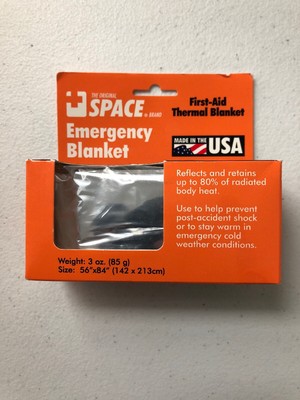 THE ORIGINAL
SPACE
BRAND
Emergency
Blanket
First-Aid
Thermal Blanket
MADE IN THE
USA
Reflects and retains
up to 80% of radiated
body heat.
Use to help prevent
post-accident shock
or to stay warm in
emergency cold
weather conditions.
Weight: 3 oz. (85 g)
Size: 56"x84" (142 x 213cm)